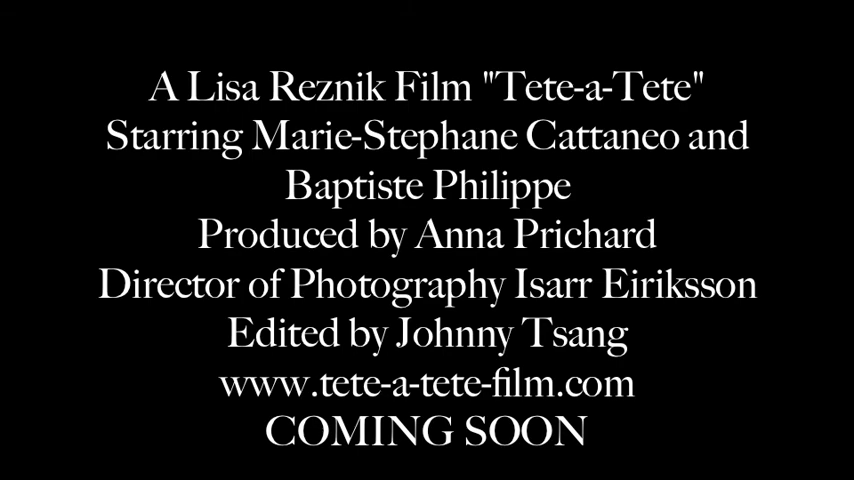 A Lisa Reznik Film "Tete-a-Tete"
Starring Marie-Stephane Cattaneo and
Baptiste Philippe
Produced by Anna Prichard
Director of Photography Isarr Eiriksson
Edited by Johnny Tsang
www.tete-a-tete-film.com
COMING SOON